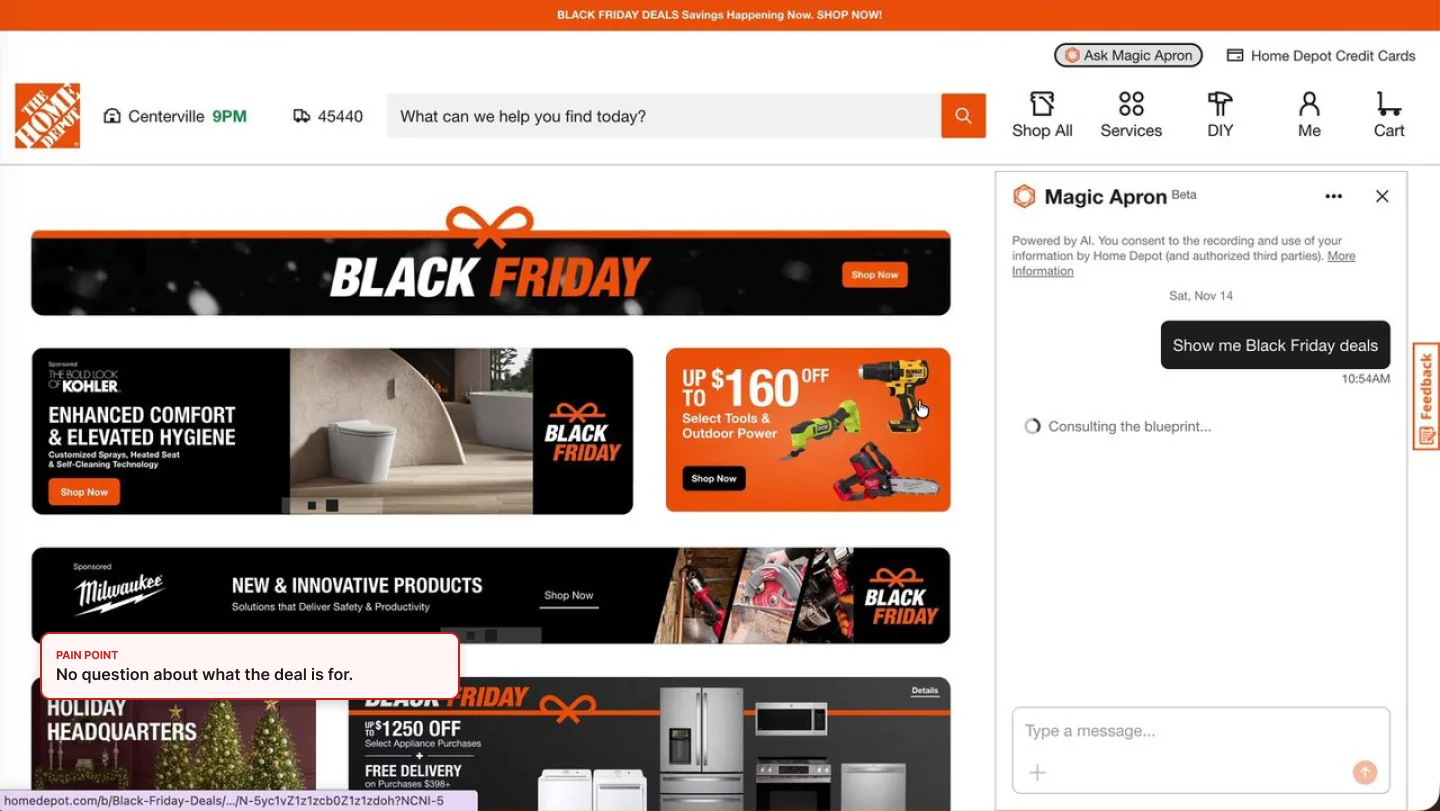 BLACK FRIDAY DEALS Savings Happening Now. SHOP NOW!
Ask Magic Apron
Home Depot Credit Cards
THE HOME DEPOT
Centerville 9PM
45440
What can we help you find today?
Shop All
Services
DIY
Me
Cart
BLACK FRIDAY
Shop Now
Sponsored
THE BOLD LOOK
OF KOHLER
ENHANCED COMFORT
& ELEVATED HYGIENE
Customized Sprays, Heated Seat
& Self-Cleaning Technology
Shop Now
BLACK
FRIDAY
UP TO $160 OFF
Select Tools &
Outdoor Power
Shop Now
Sponsored
Milwaukee
NEW & INNOVATIVE PRODUCTS
Solutions that Deliver Safety & Productivity
Shop Now
BLACK
FRIDAY
PAIN POINT
No question about what the deal is for.
HOLIDAY
HEADQUARTERS
BLACK FRIDAY
Details
UP TO $1250 OFF
Select Appliance Purchases
+
FREE DELIVERY
on Purchases $398+
homedepot.com/b/Black-Friday-Deals/.../N-5yc1vZ1z1zcb0Z1z1zdoh?NCNI-5
Magic Apron Beta
Powered by AI. You consent to the recording and use of your
information by Home Depot (and authorized third parties). More
Information
Sat, Nov 14
Show me Black Friday deals
10:54AM
Consulting the blueprint...
Type a message...
Feedback